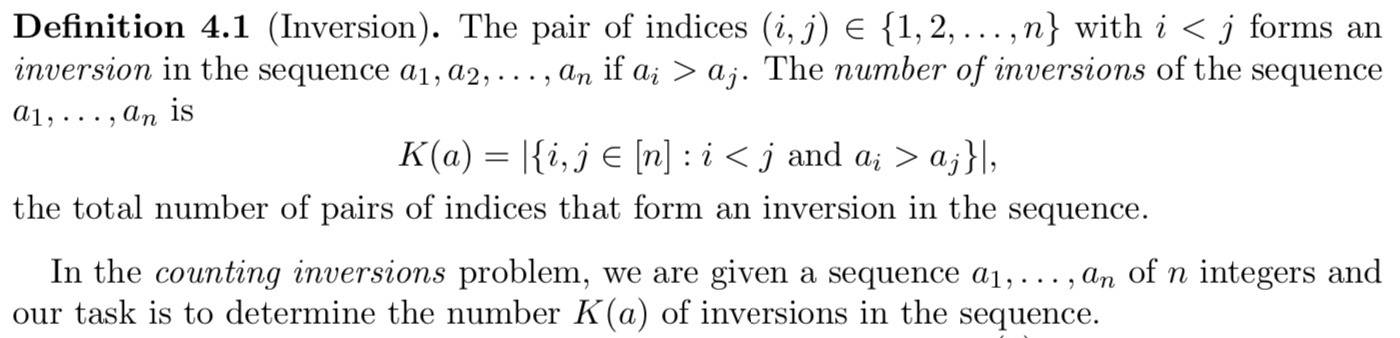 Definition 4.1 (Inversion). The pair of indices (i, j) ∈ {1, 2, . . . , n} with i < j forms an
inversion in the sequence a₁, a₂, . . . , aₙ if aᵢ > aⱼ. The number of inversions of the sequence
a₁, . . . , aₙ is
K(a) = |{i, j ∈ [n] : i < j and aᵢ > aⱼ}|,
the total number of pairs of indices that form an inversion in the sequence.
In the counting inversions problem, we are given a sequence a₁, . . . , aₙ of n integers and
our task is to determine the number K(a) of inversions in the sequence.